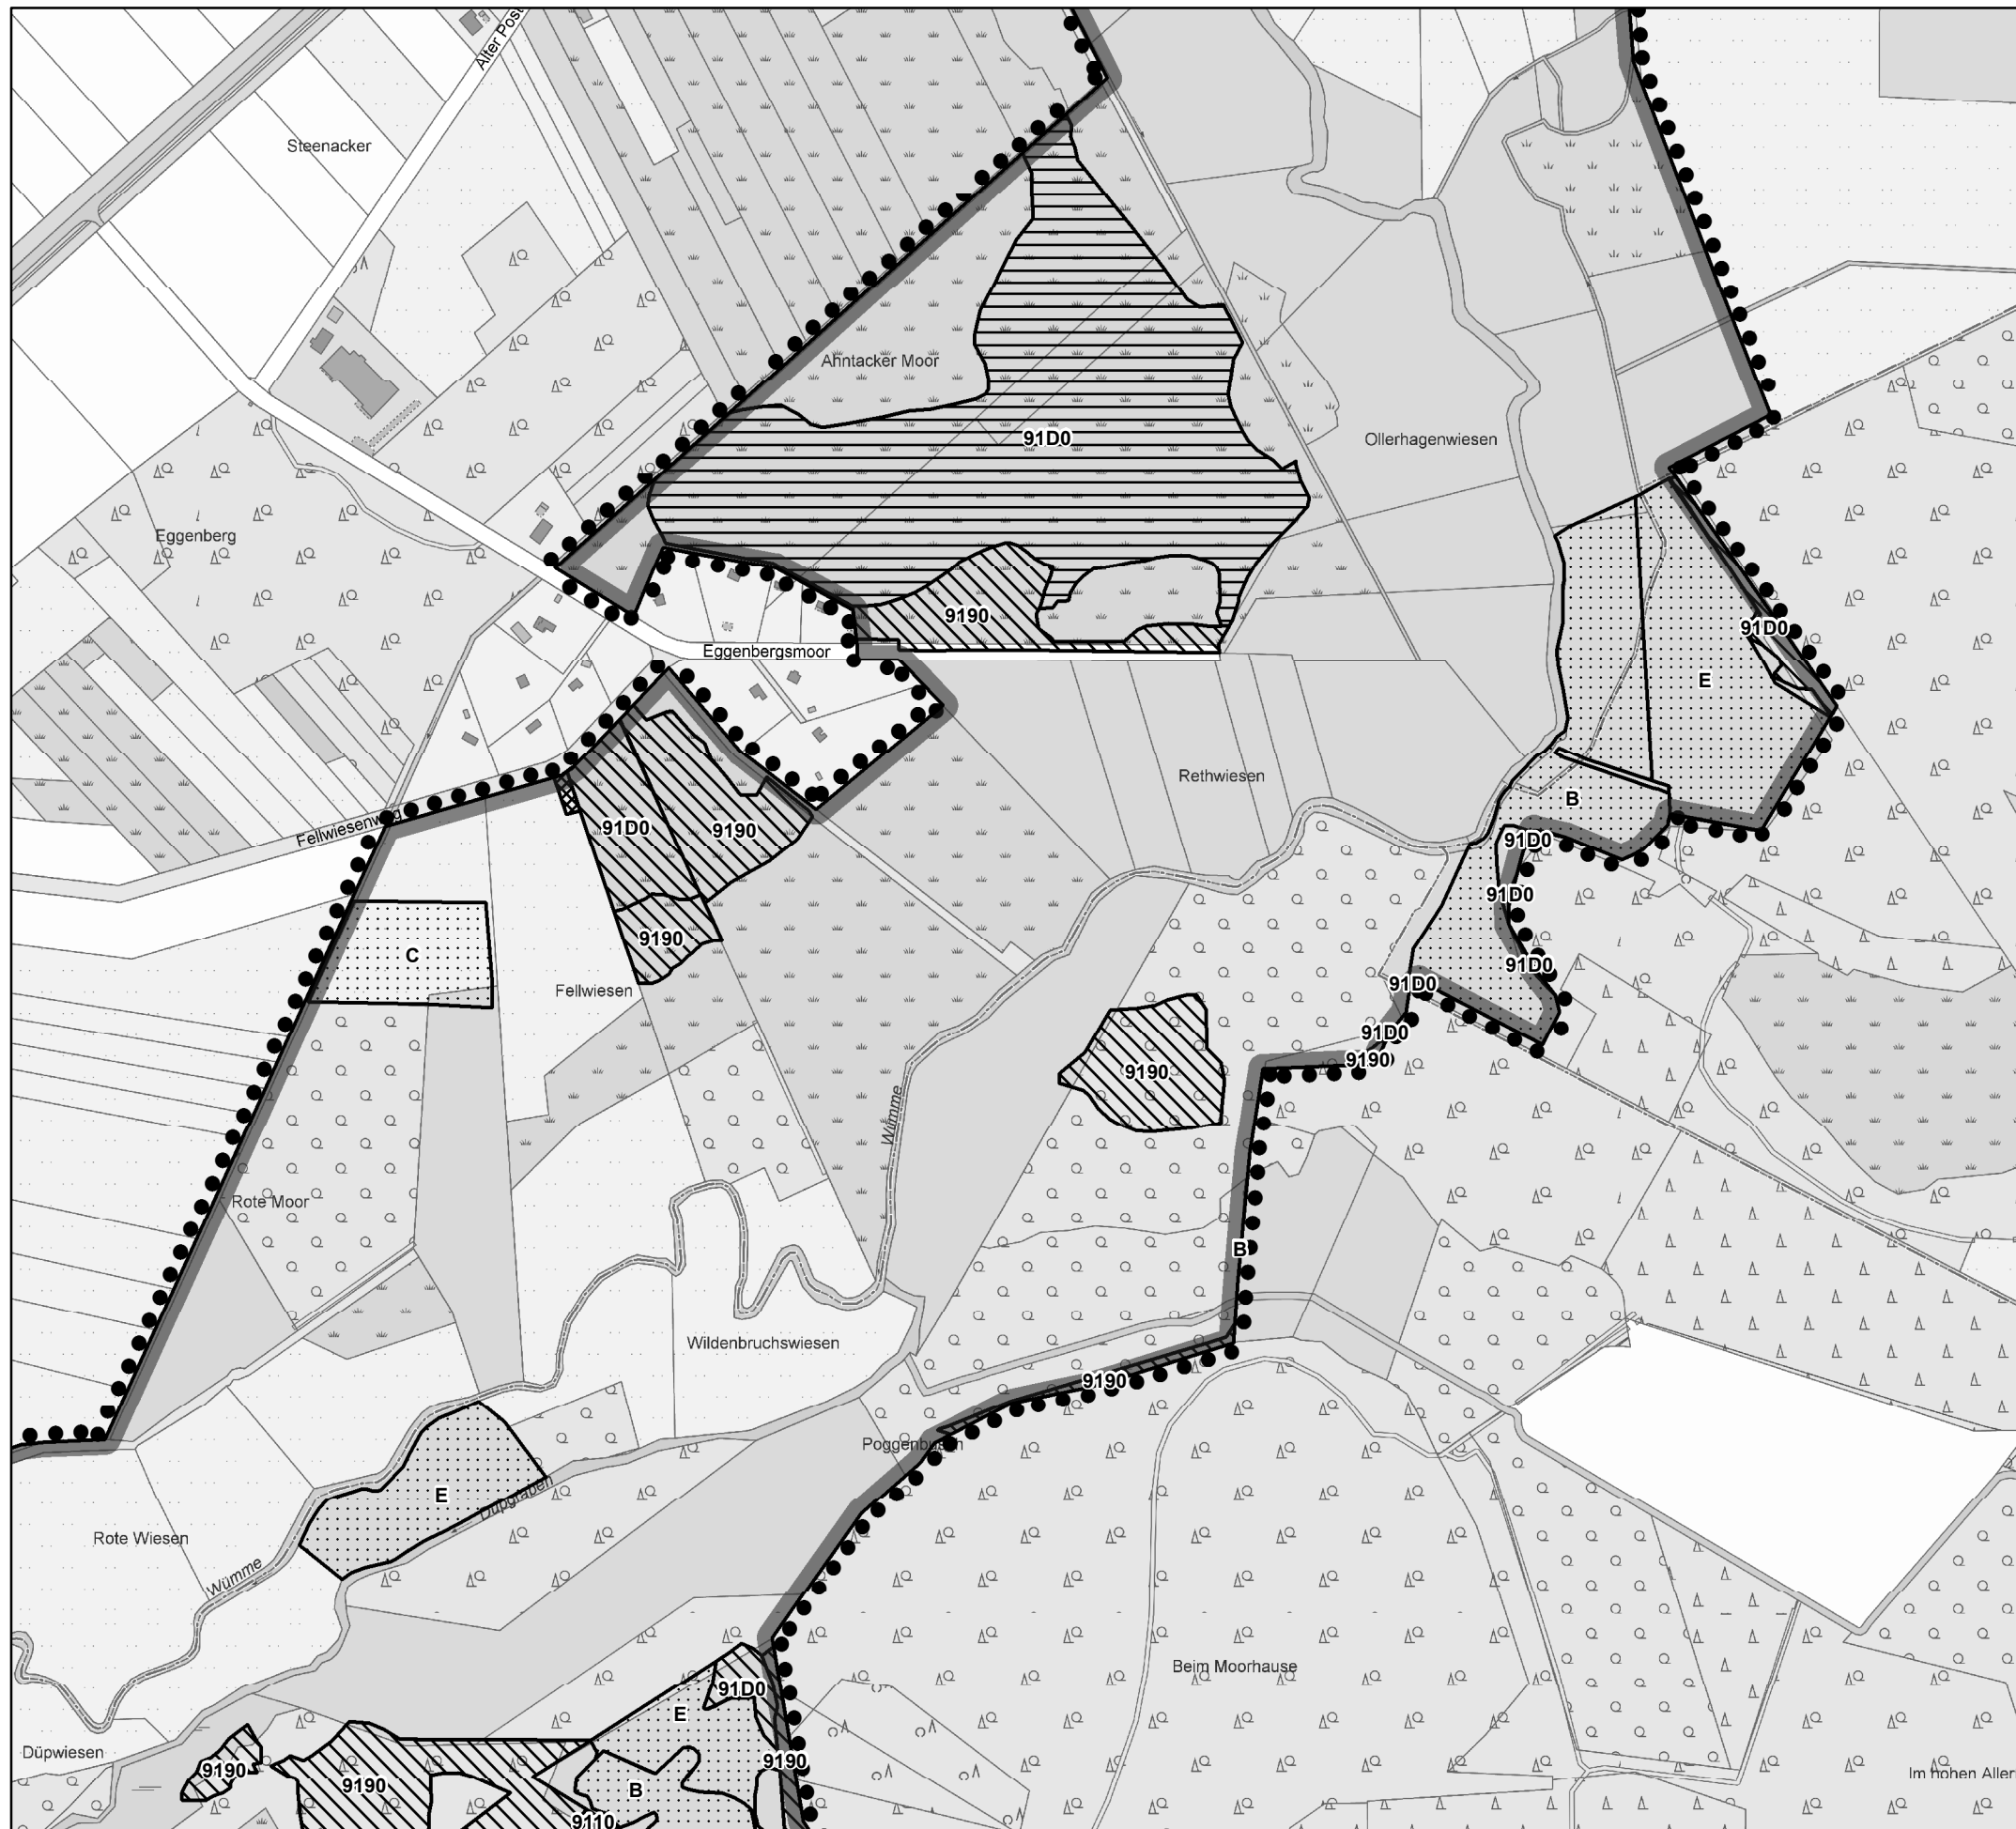 Alter Post
Steenacker
Ahntacker Moor
91D0
Ollerhagenwiesen
Eggenberg
9190
91D0
Eggenbergsmoor
E
Rethwiesen
B
Fellwiesenweg
91D0
9190
91D0
91D0
9190
C
91D0
Fellwiesen
91D0
91D0
9190
9190
Wümme
Rote Moor
B
Wildenbruchswiesen
9190
Poggenbusch
E
Düpgraben
Rote Wiesen
Wümme
Beim Moorhause
91D0
E
Düpwiesen
9190
9190
9190
B
Im hohen Aller
9110